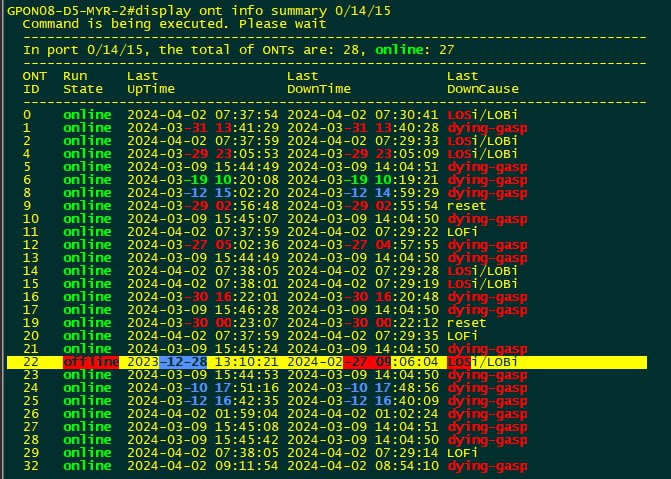 GPON08-D5-MYR-2#display ont info summary 0/14/15
Command is being executed. Please wait
------------------------------------------------------------------------------
In port 0/14/15, the total of ONTs are: 28, online: 27
------------------------------------------------------------------------------
ONT Run Last Last Last
ID State UpTime DownTime DownCause
------------------------------------------------------------------------------
0 online 2024-04-02 07:37:54 2024-04-02 07:30:41 LOSi/LOBi
1 online 2024-03-31 13:41:29 2024-03-31 13:40:28 dying-gasp
2 online 2024-04-02 07:37:59 2024-04-02 07:29:33 LOSi/LOBi
4 online 2024-03-29 23:05:53 2024-03-29 23:05:09 LOSi/LOBi
5 online 2024-03-09 15:44:49 2024-03-09 14:04:51 dying-gasp
6 online 2024-03-19 10:20:08 2024-03-19 10:19:21 dying-gasp
8 online 2024-03-12 15:02:20 2024-03-12 14:59:29 dying-gasp
9 online 2024-03-29 02:56:48 2024-03-29 02:55:54 reset
10 online 2024-03-09 15:45:07 2024-03-09 14:04:50 dying-gasp
11 online 2024-04-02 07:37:59 2024-04-02 07:29:22 LOFi
12 online 2024-03-27 05:02:36 2024-03-27 04:57:55 dying-gasp
13 online 2024-03-09 15:44:49 2024-03-09 14:04:50 dying-gasp
14 online 2024-04-02 07:38:05 2024-04-02 07:29:28 LOSi/LOBi
15 online 2024-04-02 07:38:01 2024-04-02 07:29:19 LOSi/LOBi
16 online 2024-03-30 16:22:01 2024-03-30 16:20:48 dying-gasp
17 online 2024-03-09 15:46:28 2024-03-09 14:04:50 dying-gasp
19 online 2024-03-30 00:23:07 2024-03-30 00:22:12 reset
20 online 2024-04-02 07:37:59 2024-04-02 07:29:33 LOFi
21 online 2024-03-09 15:45:24 2024-03-09 14:04:50 dying-gasp
22 offline 2023-12-28 13:10:21 2024-02-27 09:06:04 LOSi/LOBi
23 online 2024-03-09 15:44:53 2024-03-09 14:04:50 dying-gasp
24 online 2024-03-10 17:51:16 2024-03-10 17:48:56 dying-gasp
25 online 2024-03-12 16:42:35 2024-03-12 16:40:09 dying-gasp
26 online 2024-04-02 01:59:04 2024-04-02 01:02:24 dying-gasp
27 online 2024-03-09 15:45:08 2024-03-09 14:04:51 dying-gasp
28 online 2024-03-09 15:45:42 2024-03-09 14:04:50 dying-gasp
29 online 2024-04-02 07:38:05 2024-04-02 07:29:14 LOFi
32 online 2024-04-02 09:11:54 2024-04-02 08:54:10 dying-gasp